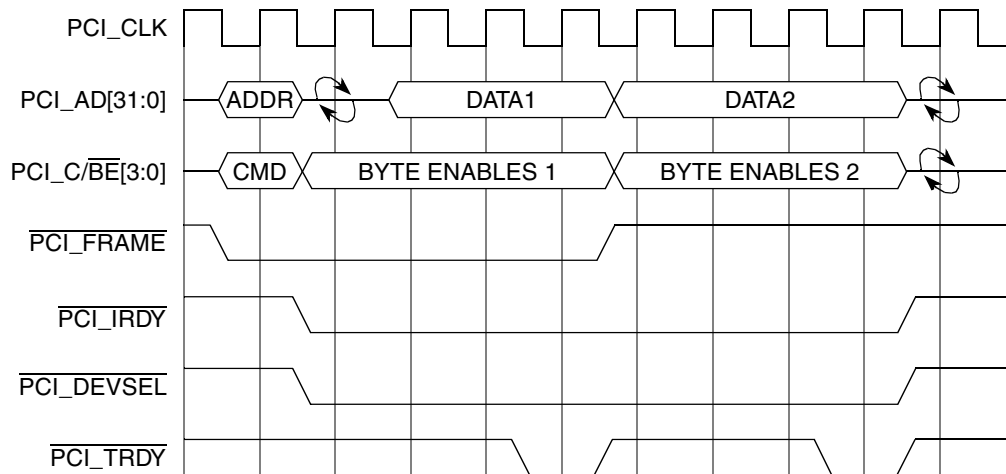 PCI_CLK
PCI_AD[31:0] ADDR DATA1 DATA2
PCI_C/BE[3:0] CMD BYTE ENABLES 1 BYTE ENABLES 2
PCI_FRAME
PCI_IRDY
PCI_DEVSEL
PCI_TRDY